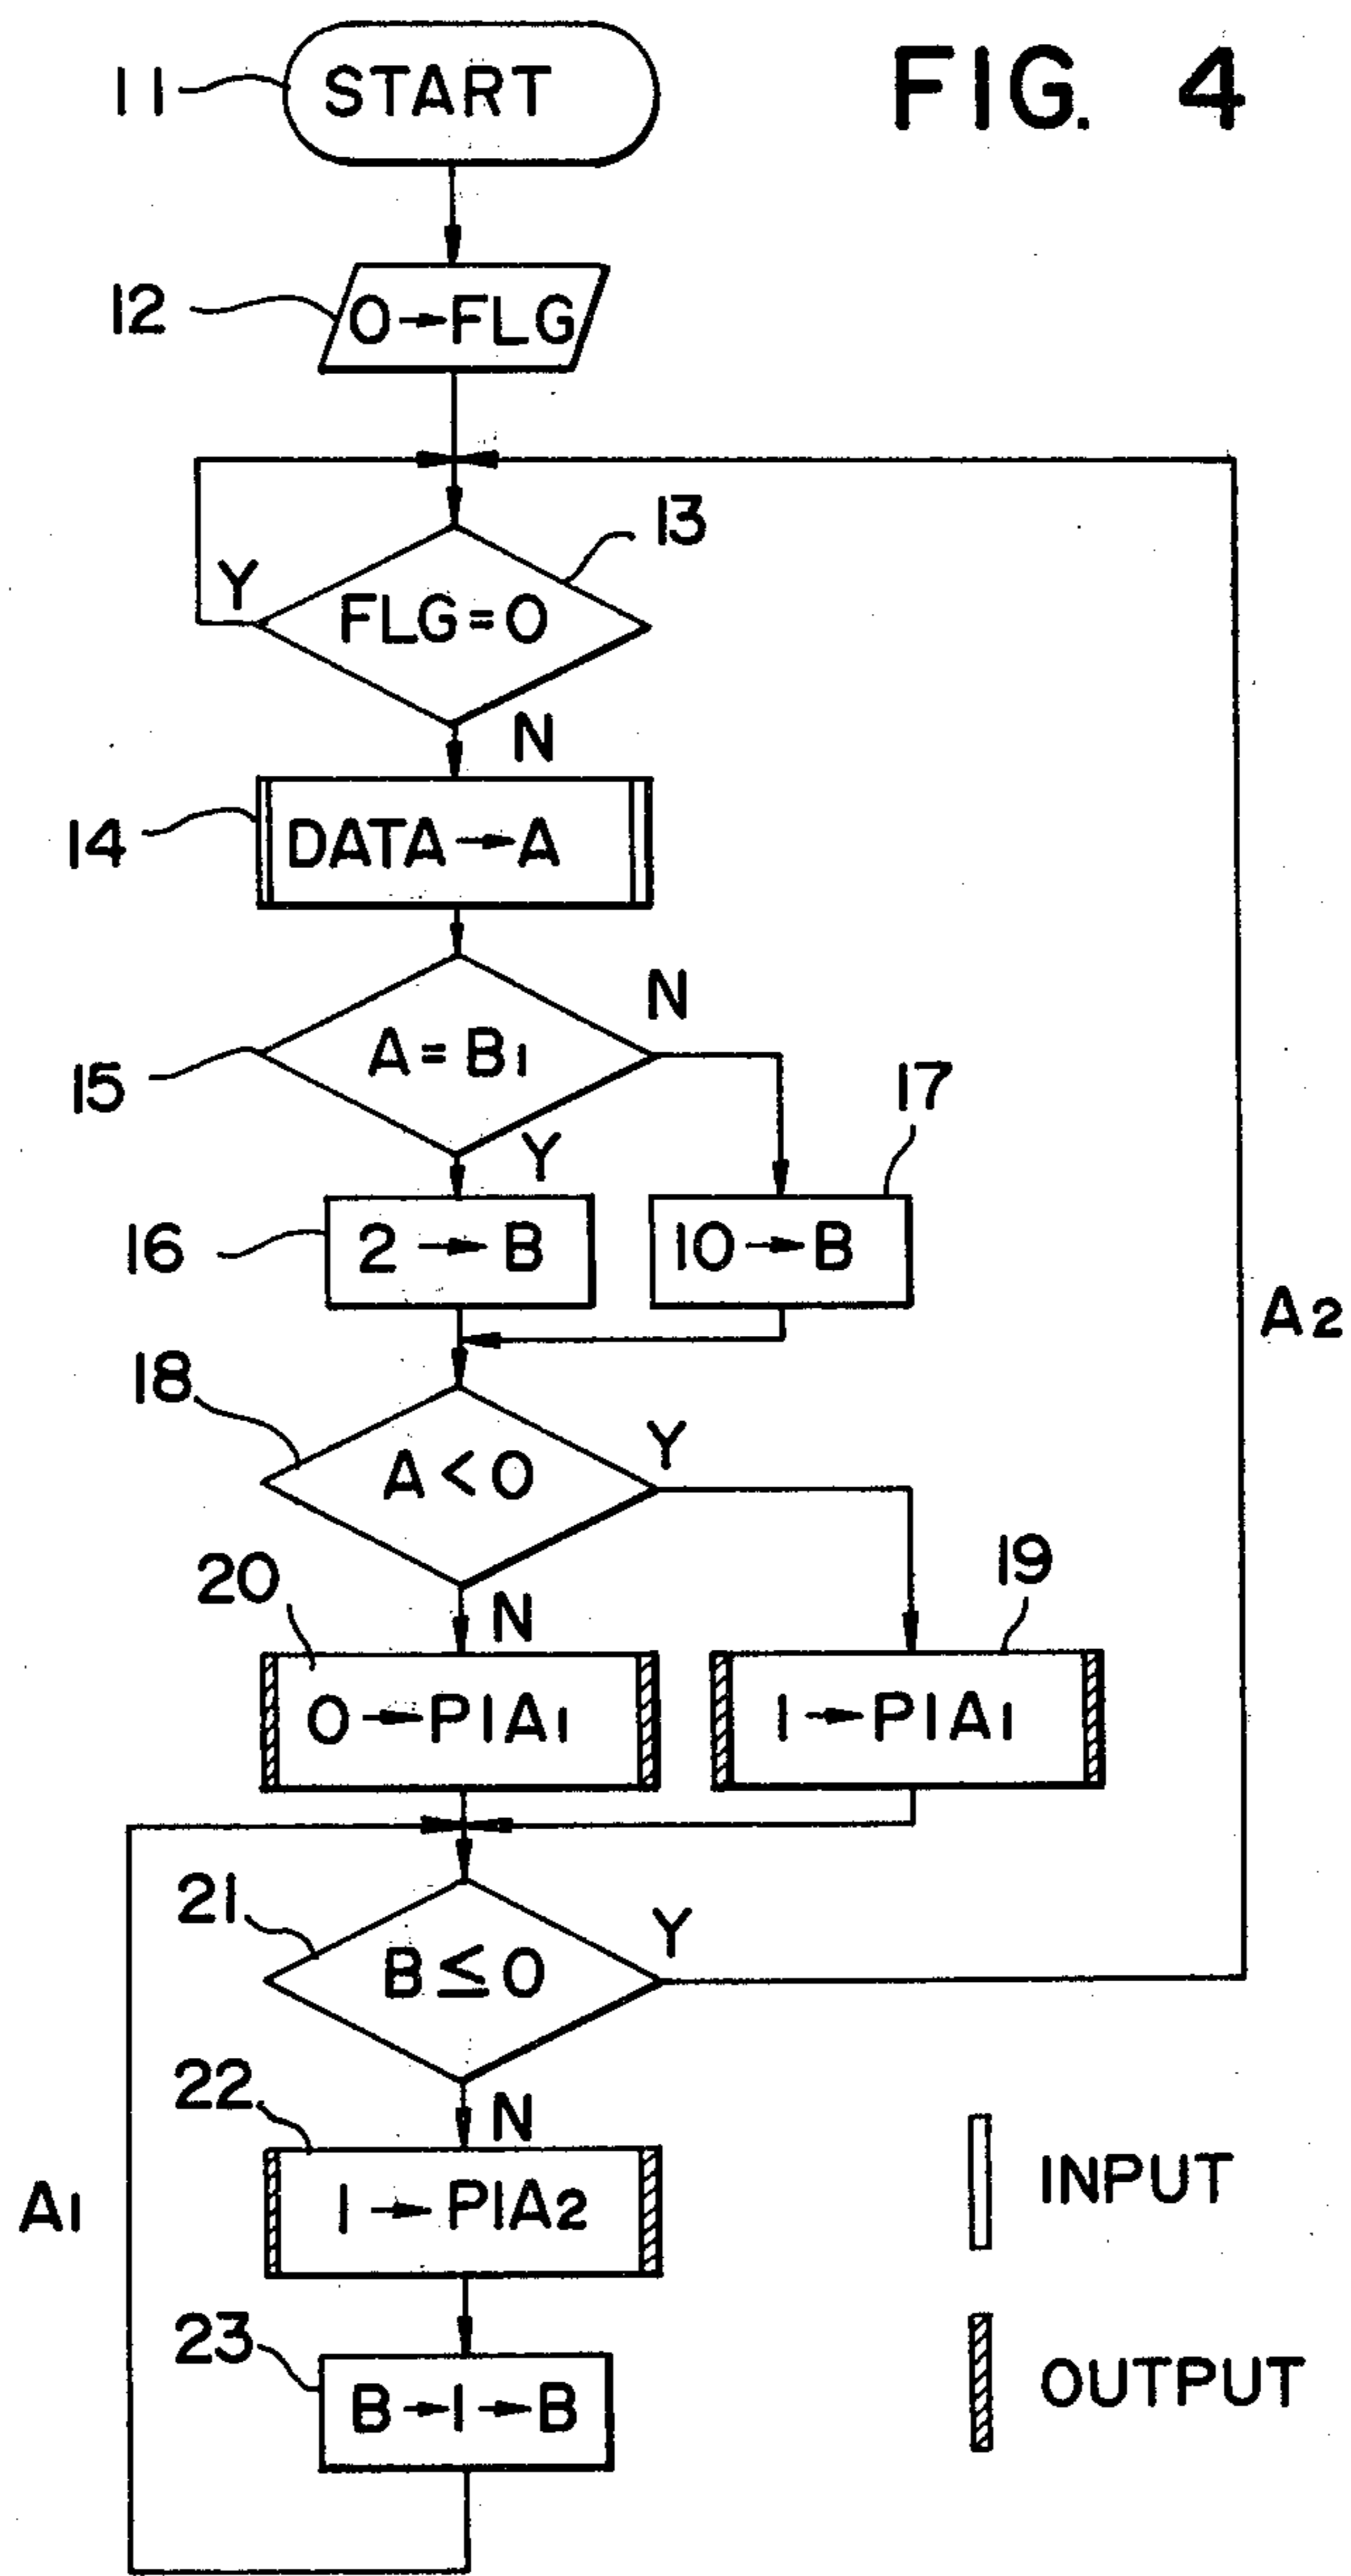 FIG. 4
11
START
12
0→FLG
13
Y
FLG=0
N
14
DATA→A
N
15
A=B1
17
Y
16
2→B
10→B
A2
18
Y
A<0
20
19
N
0→PIA1
1→PIA1
21
Y
B≤0
22
N
INPUT
A1
1→PIA2
23
OUTPUT
B→1→B